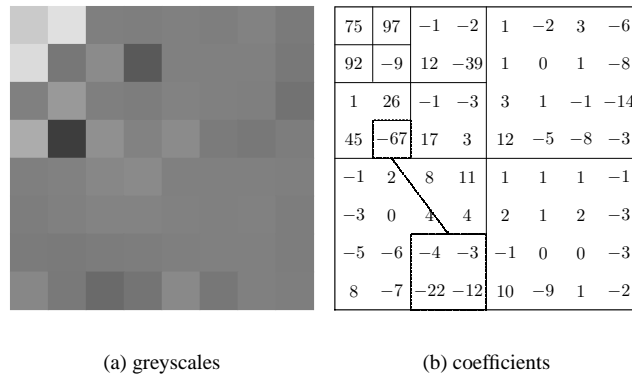 75 97 −1 −2 1 −2 3 −6
92 −9 12 −39 1 0 1 −8
1 26 −1 −3 3 1 −1 −14
45 −67 17 3 12 −5 −8 −3
−1 2 8 11 1 1 1 −1
−3 0 4 4 2 1 2 −3
−5 −6 −4 −3 −1 0 0 −3
8 −7 −22 −12 10 −9 1 −2
(a) greyscales (b) coefficients